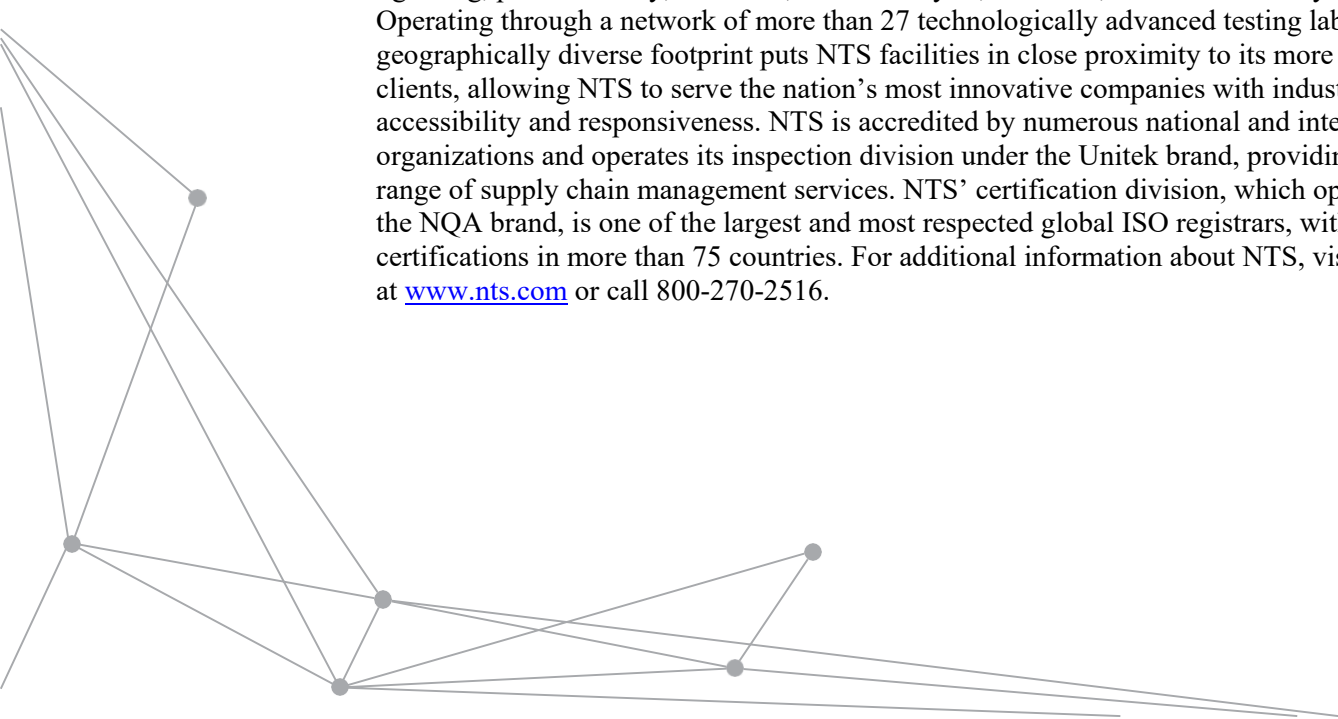 Operating through a network of more than 27 technologically advanced testing
geographically diverse footprint puts NTS facilities in close proximity to its more
clients, allowing NTS to serve the nation’s most innovative companies with
accessibility and responsiveness. NTS is accredited by numerous national and
organizations and operates its inspection division under the Unitek brand,
range of supply chain management services. NTS’ certification division, which
the NQA brand, is one of the largest and most respected global ISO registrars,
certifications in more than 75 countries. For additional information about NTS,
at www.nts.com or call 800-270-2516.